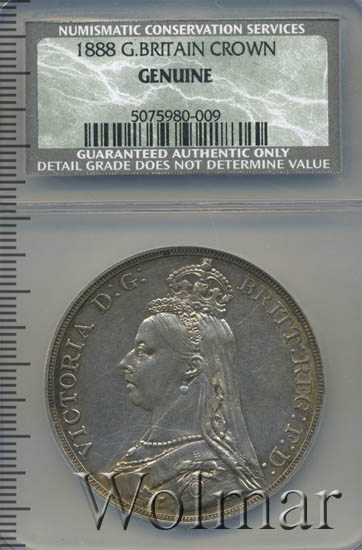 NUMISMATIC CONSERVATION SERVICES
1888 G.BRITAIN CROWN
GENUINE
5075980-009
GUARANTEED AUTHENTIC ONLY
DETAIL GRADE DOES NOT DETERMINE VALUE
VICTORIA D:G: BRITT:REG:F:D:
Wolmar